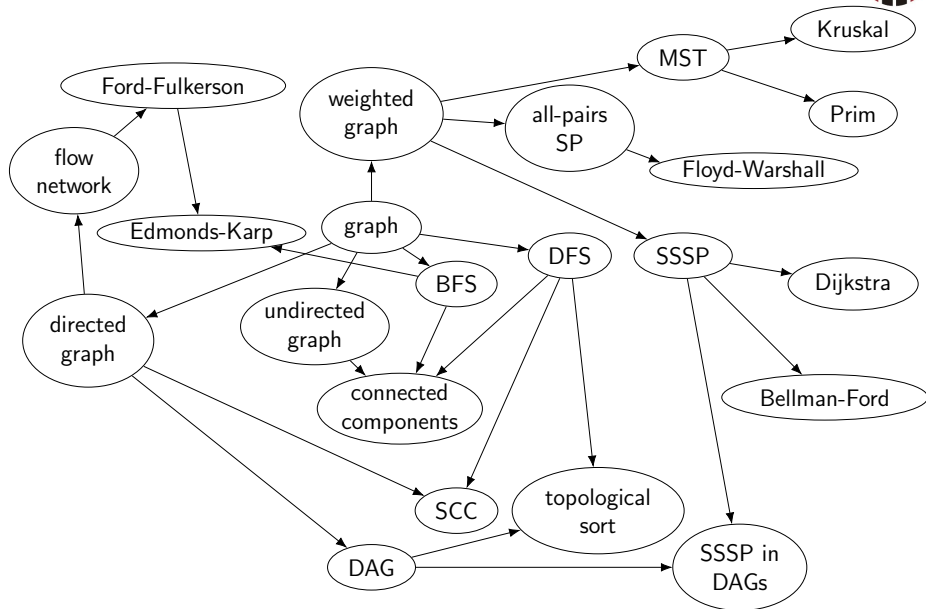 Kruskal
MST
Ford-Fulkerson
weighted
graph
all-pairs
SP
Prim
flow
network
Floyd-Warshall
Edmonds-Karp
graph
DFS
SSSP
BFS
Dijkstra
undirected
graph
directed
graph
connected
components
Bellman-Ford
SCC
topological
sort
DAG
SSSP in
DAGs